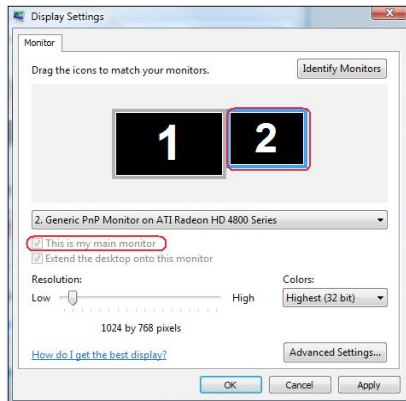 Display Settings
Monitor
Drag the icons to match your monitors.
Identify Monitors
1
2
2. Generic PnP Monitor on ATI Radeon HD 4800 Series
This is my main monitor
Extend the desktop onto this monitor
Resolution:
Colors:
Low
High
Highest (32 bit)
1024 by 768 pixels
How do I get the best display?
Advanced Settings...
OK
Cancel
Apply